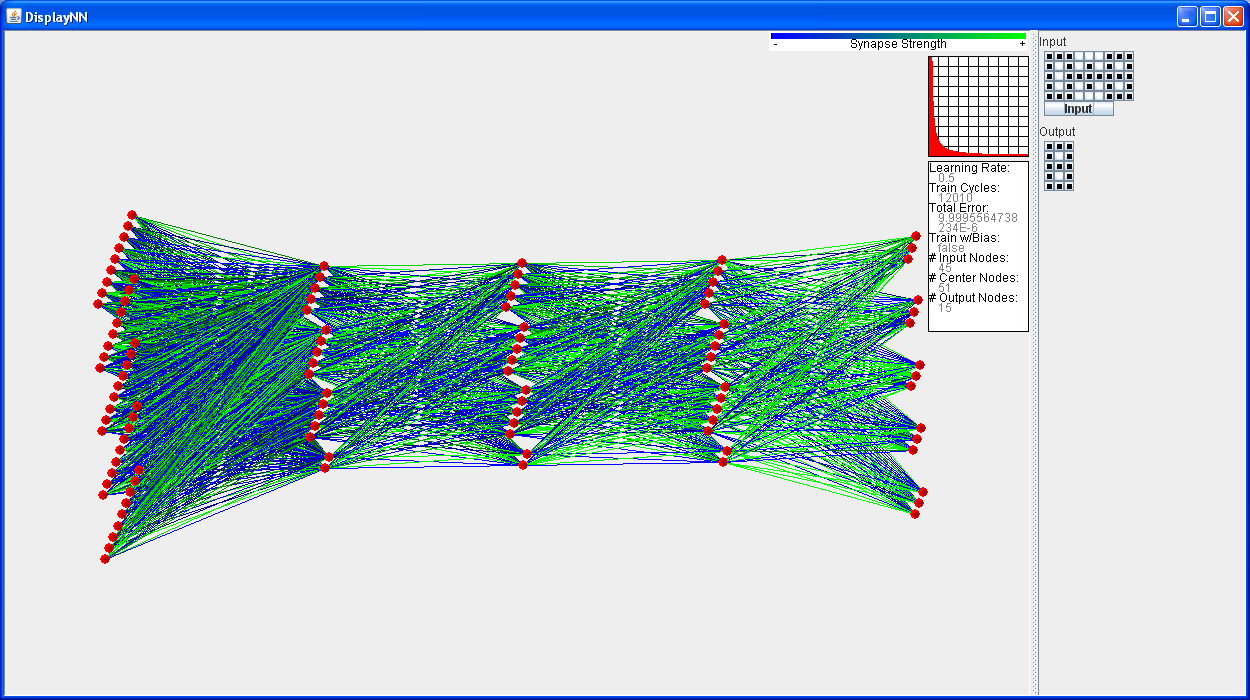 DisplayNN
- Synapse Strength +
Learning Rate:
0.5
Train Cycles:
12010
Total Error:
9.9995564738
234E-6
Train w/Bias:
false
# Input Nodes:
45
# Center Nodes:
51
# Output Nodes:
15
Input
Input
Output